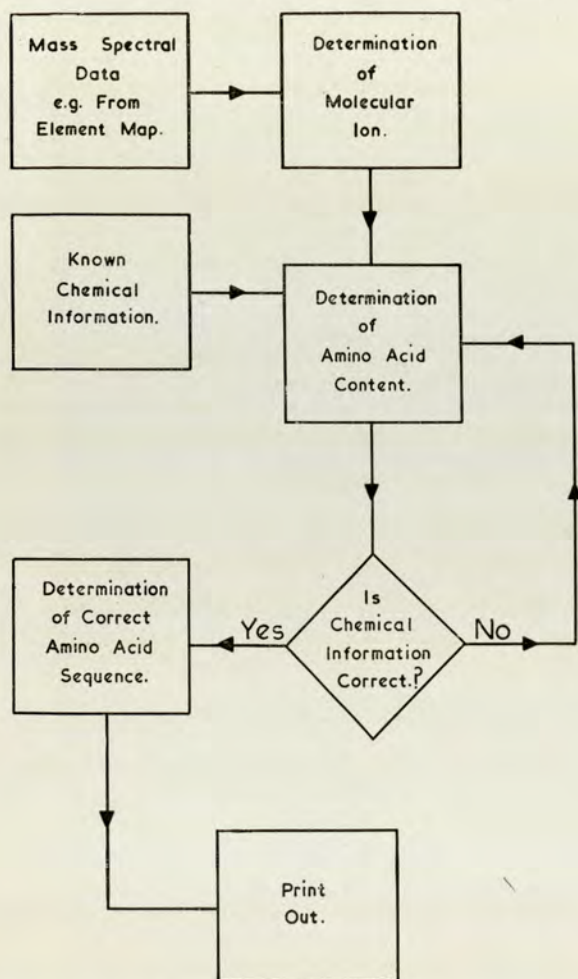 Mass Spectral
Data
e.g. From
Element Map.
Determination
of
Molecular
Ion.
Known
Chemical
Information.
Determination
of
Amino Acid
Content.
Is
Chemical
Information
Correct.?
Yes
No
Determination
of Correct
Amino Acid
Sequence.
Print
Out.